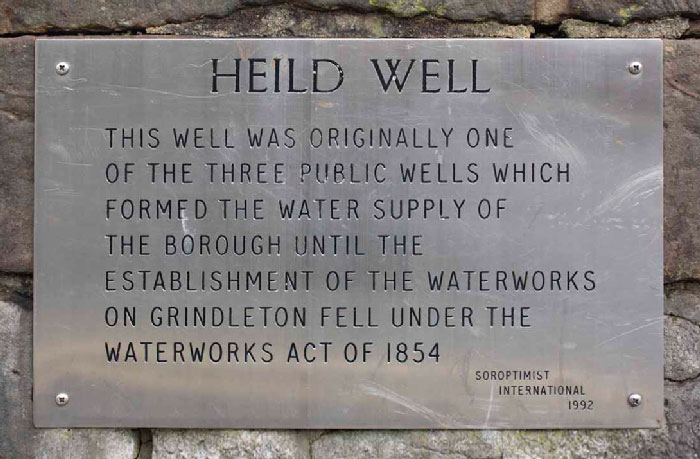 HEILD WELL
THIS WELL WAS ORIGINALLY ONE
OF THE THREE PUBLIC WELLS WHICH
FORMED THE WATER SUPPLY OF
THE BOROUGH UNTIL THE
ESTABLISHMENT OF THE WATERWORKS
ON GRINDLETON FELL UNDER THE
WATERWORKS ACT OF 1854
SOROPTIMIST
INTERNATIONAL
1992